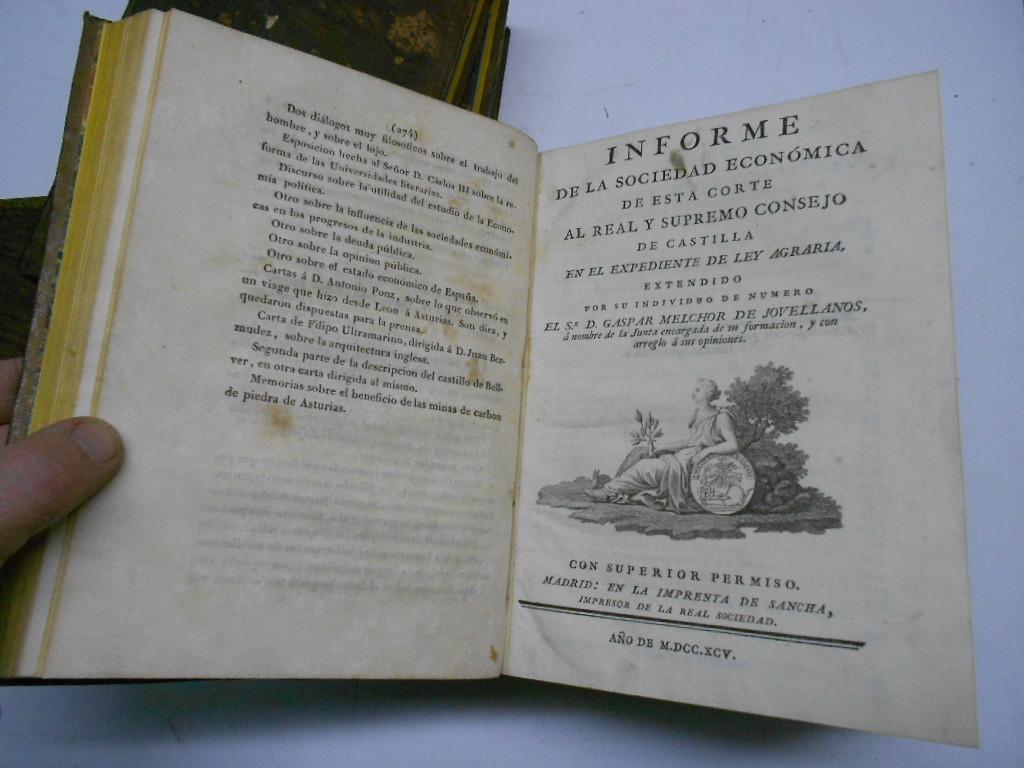 (274)
Dos diálogos muy filosóficos sobre el trabajo del
hombre, y sobre el lujo.
Esposicion hecha al Señor D. Cárlos III sobre la re-
forma de las Universidades literarias.
Discurso sobre la utilidad del estudio de la Econo-
mía política.
Otro sobre la influencia de las sociedades económi-
cas en los progresos de la industria.
Otro sobre la deuda pública.
Otro sobre la opinion pública.
Otro sobre el estado económico de España.
Cartas á D. Antonio Ponz, sobre lo que observó en
un viage que hizo desde Leon á Asturias. Son diez, y
quedaron dispuestas para la prensa.
Carta de Filipo Ultramarino, dirigida á D. Juan Ber-
mudez, sobre la arquitectura inglesa.
Segunda parte de la descripcion del castillo de Bell-
ver, en otra carta dirigida al mismo.
Memorias sobre el beneficio de las minas de carbon
de piedra de Asturias.
INFORME
DE LA SOCIEDAD ECONÓMICA
DE ESTA CORTE
AL REAL Y SUPREMO CONSEJO
DE CASTILLA
EN EL EXPEDIENTE DE LEY AGRARIA,
EXTENDIDO
POR SU INDIVIDUO DE NUMERO
EL S.R D. GASPAR MELCHOR DE JOVELLANOS,
á nombre de la Junta encargada de su formacion, y con
arreglo á sus opiniones.
CON SUPERIOR PERMISO.
MADRID: EN LA IMPRENTA DE SANCHA,
IMPRESOR DE LA REAL SOCIEDAD.
AÑO DE M.DCC.XCV.